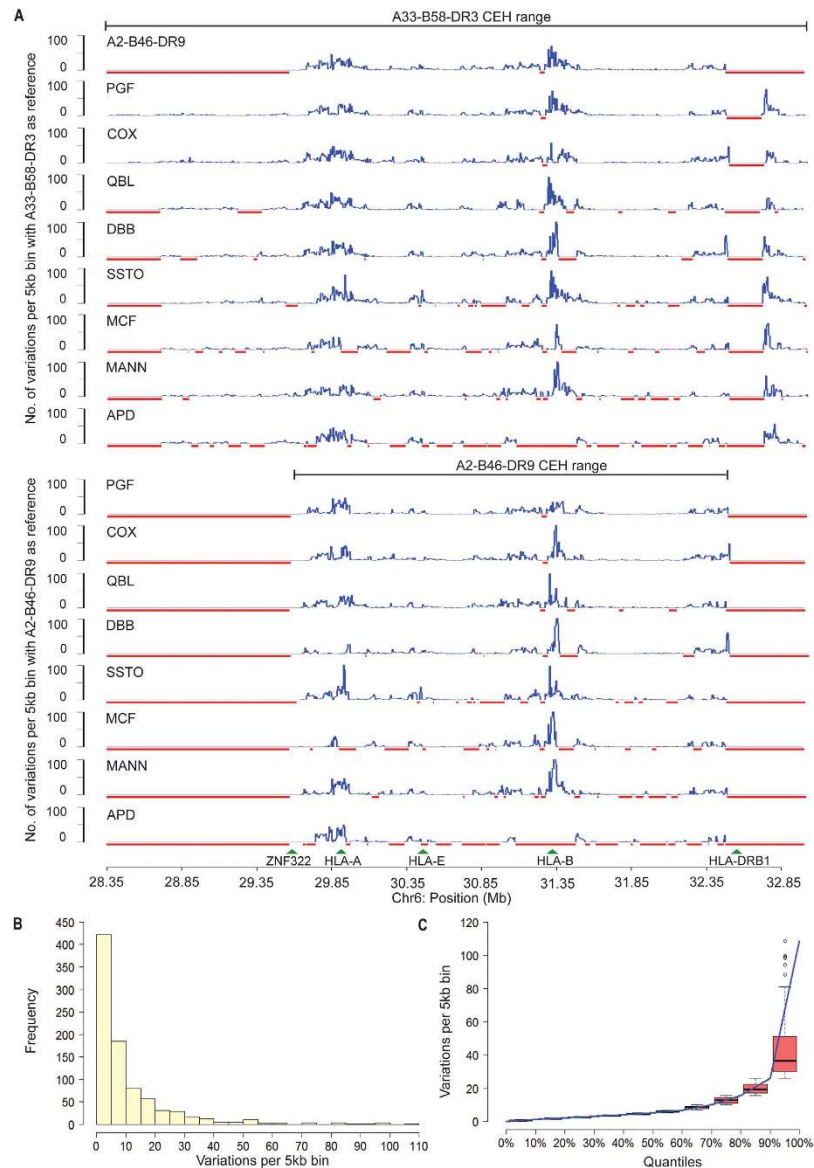 A
A33-B58-DR3 CEH range
No. of variations per 5kb bin with A33-B58-DR3 as reference
100
0
A2-B46-DR9
100
0
PGF
100
0
COX
100
0
QBL
100
0
DBB
100
0
SSTO
100
0
MCF
100
0
MANN
100
0
APD
A2-B46-DR9 CEH range
No. of variations per 5kb bin with A2-B46-DR9 as reference
100
0
PGF
100
0
COX
100
0
QBL
100
0
DBB
100
0
SSTO
100
0
MCF
100
0
MANN
100
0
APD
ZNF322 HLA-A HLA-E HLA-B HLA-DRB1
28.35 28.85 29.35 29.85 30.35 30.85 31.35 31.85 32.35 32.85
Chr6: Position (Mb)
B
Frequency
450
400
350
300
250
200
150
100
50
0
0 10 20 30 40 50 60 70 80 90 100 110
Variations per 5kb bin
C
Variations per 5kb bin
120
100
80
60
40
20
0
0% 10% 20% 30% 40% 50% 60% 70% 80% 90% 100%
Quantiles